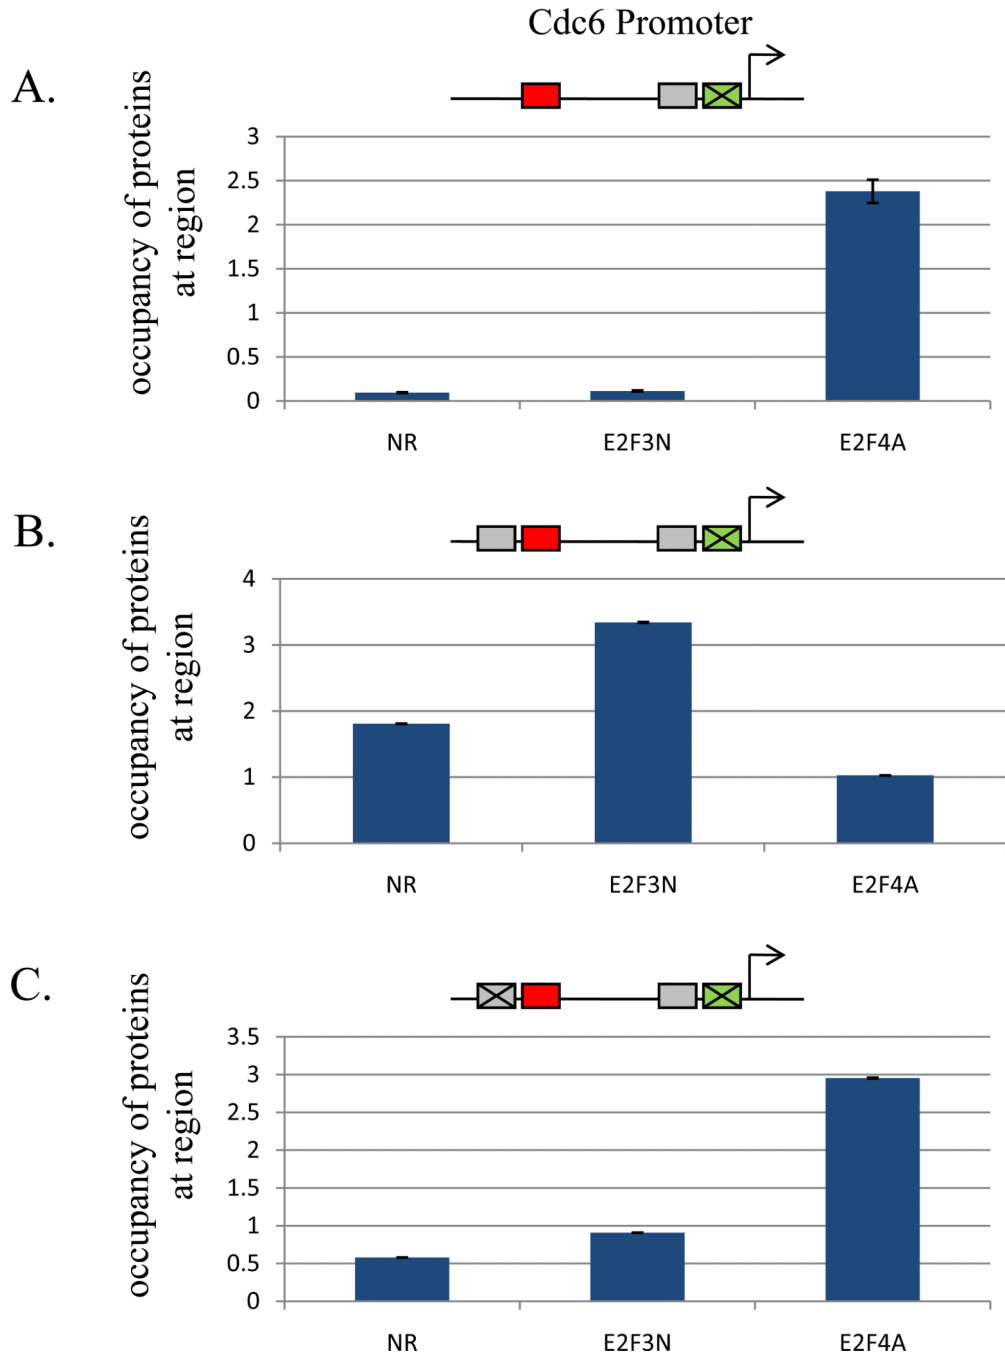 Cdc6 Promoter
A.
occupancy of proteins
at region
3
2.5
2
1.5
1
0.5
0
NR E2F3N E2F4A
B.
occupancy of proteins
at region
4
3
2
1
0
NR E2F3N E2F4A
C.
occupancy of proteins
at region
3.5
3
2.5
2
1.5
1
0.5
0
NR E2F3N E2F4A